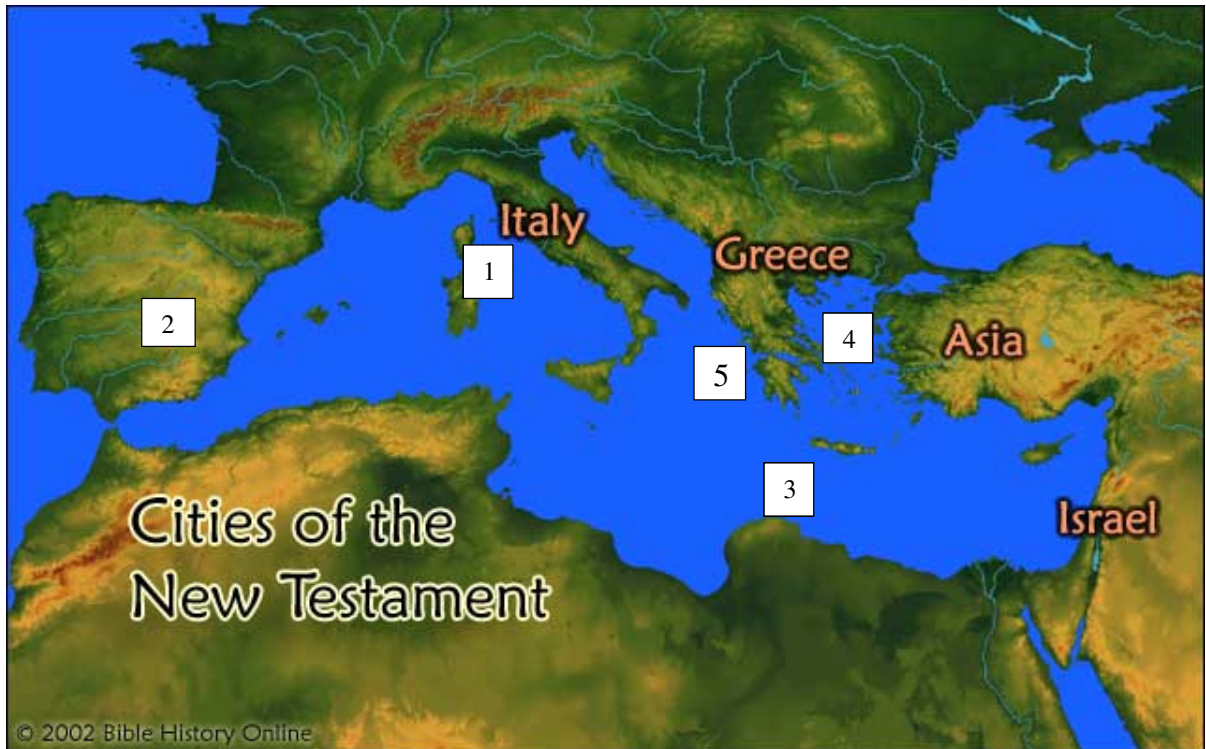 Italy
Greece
1
2
4
Asia
5
3
Cities of the
New Testament
Israel
© 2002 Bible History Online